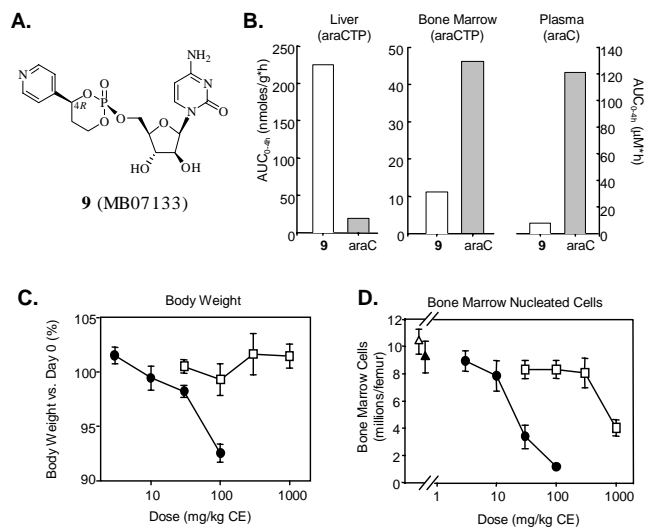 A.
N
4R
O
O
P
O
O
O
NH2
N
N
O
O
HO
OH
9 (MB07133)
B.
Liver
(araCTP)
Bone Marrow
(araCTP)
Plasma
(araC)
AUC0-4h (nmoles/g*h)
250
200
150
100
50
0
9 araC
50
40
30
20
10
0
9 araC
140
120
100
80
60
40
20
0
AUC0-4h (µM*h)
9 araC
C.
Body Weight
Body Weight vs. Day 0 (%)
105
100
95
90
10 100 1000
Dose (mg/kg CE)
D.
Bone Marrow Nucleated Cells
Bone Marrow Cells
(millions/femur)
12
10
8
6
4
2
0
1 10 100 1000
Dose (mg/kg CE)